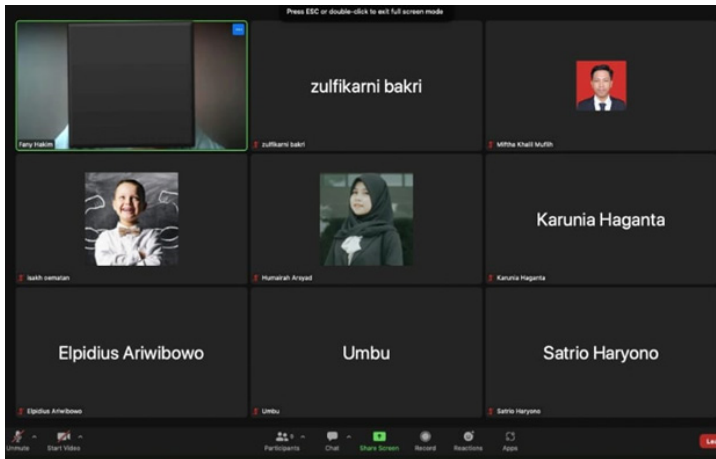 Press ESC or double-click to exit full screen mode
Fany Hakim
zulfikarni bakri
zulfikarni bakri
Miftha Khalil Muflih
Isakh oematan
Humairah Arsyad
Karunia Haganta
Karunia Haganta
Elpidius Ariwibowo
Elpidius Ariwibowo
Umbu
Umbu
Satrio Haryono
Satrio Haryono
Unmute
Start Video
Participants
Chat
Share Screen
Record
Reactions
Apps